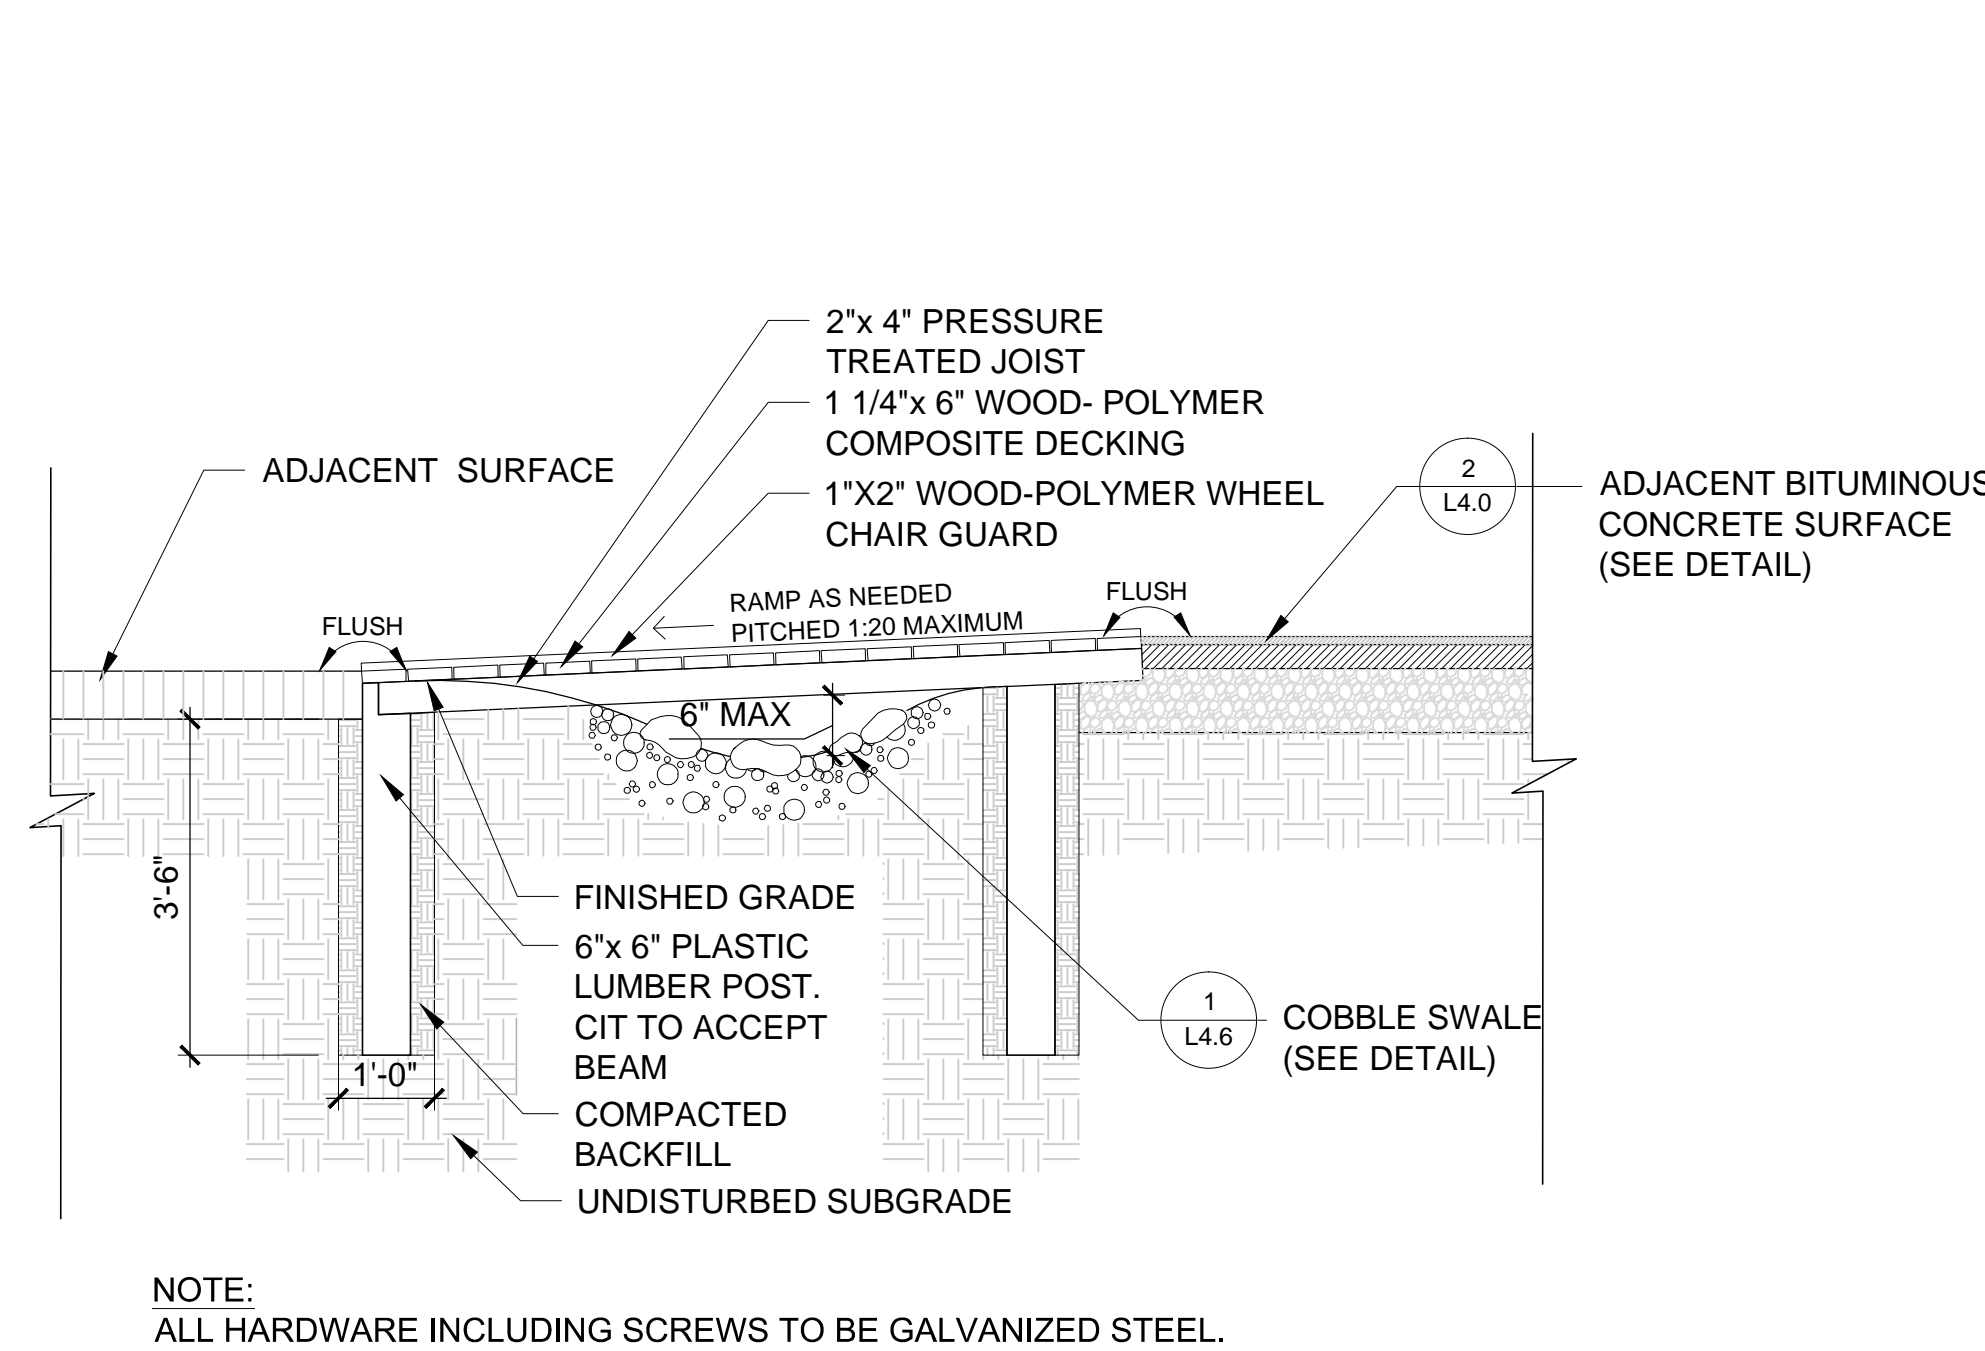 2"x 4" PRESSURE
TREATED JOIST
1 1/4"x 6" WOOD- POLYMER
COMPOSITE DECKING
1"X2" WOOD-POLYMER WHEEL
CHAIR GUARD
ADJACENT SURFACE
2
L4.0
ADJACENT BITUMINOUS
CONCRETE SURFACE
(SEE DETAIL)
RAMP AS NEEDED
PITCHED 1:20 MAXIMUM
FLUSH
FLUSH
6" MAX
3'-6"
1'-0"
FINISHED GRADE
6"x 6" PLASTIC
LUMBER POST.
CIT TO ACCEPT
BEAM
COMPACTED
BACKFILL
UNDISTURBED SUBGRADE
1
L4.6
COBBLE SWALE
(SEE DETAIL)
NOTE:
ALL HARDWARE INCLUDING SCREWS TO BE GALVANIZED STEEL.